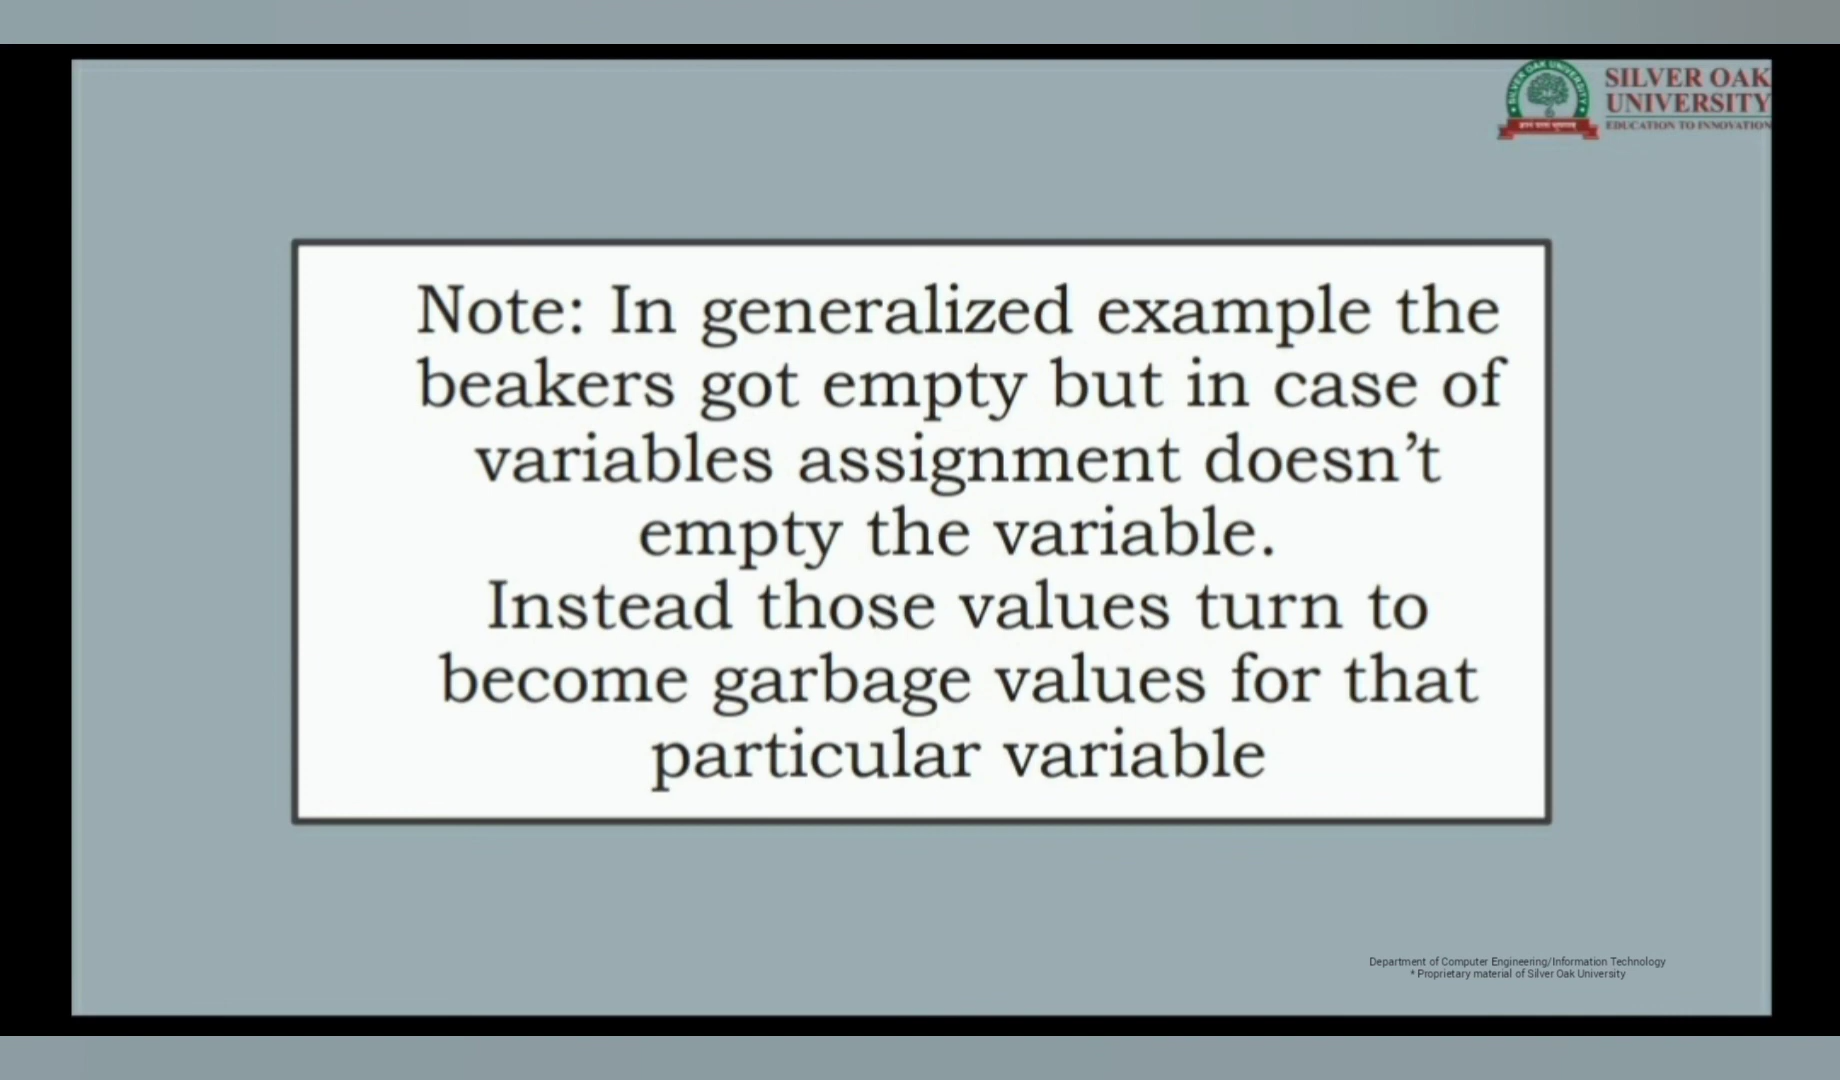 SILVER OAK
UNIVERSITY
EDUCATION TO INNOVATION
Note: In generalized example the
beakers got empty but in case of
variables assignment doesn’t
empty the variable.
Instead those values turn to
become garbage values for that
particular variable
Department of Computer Engineering/Information Technology
* Proprietary material of Silver Oak University